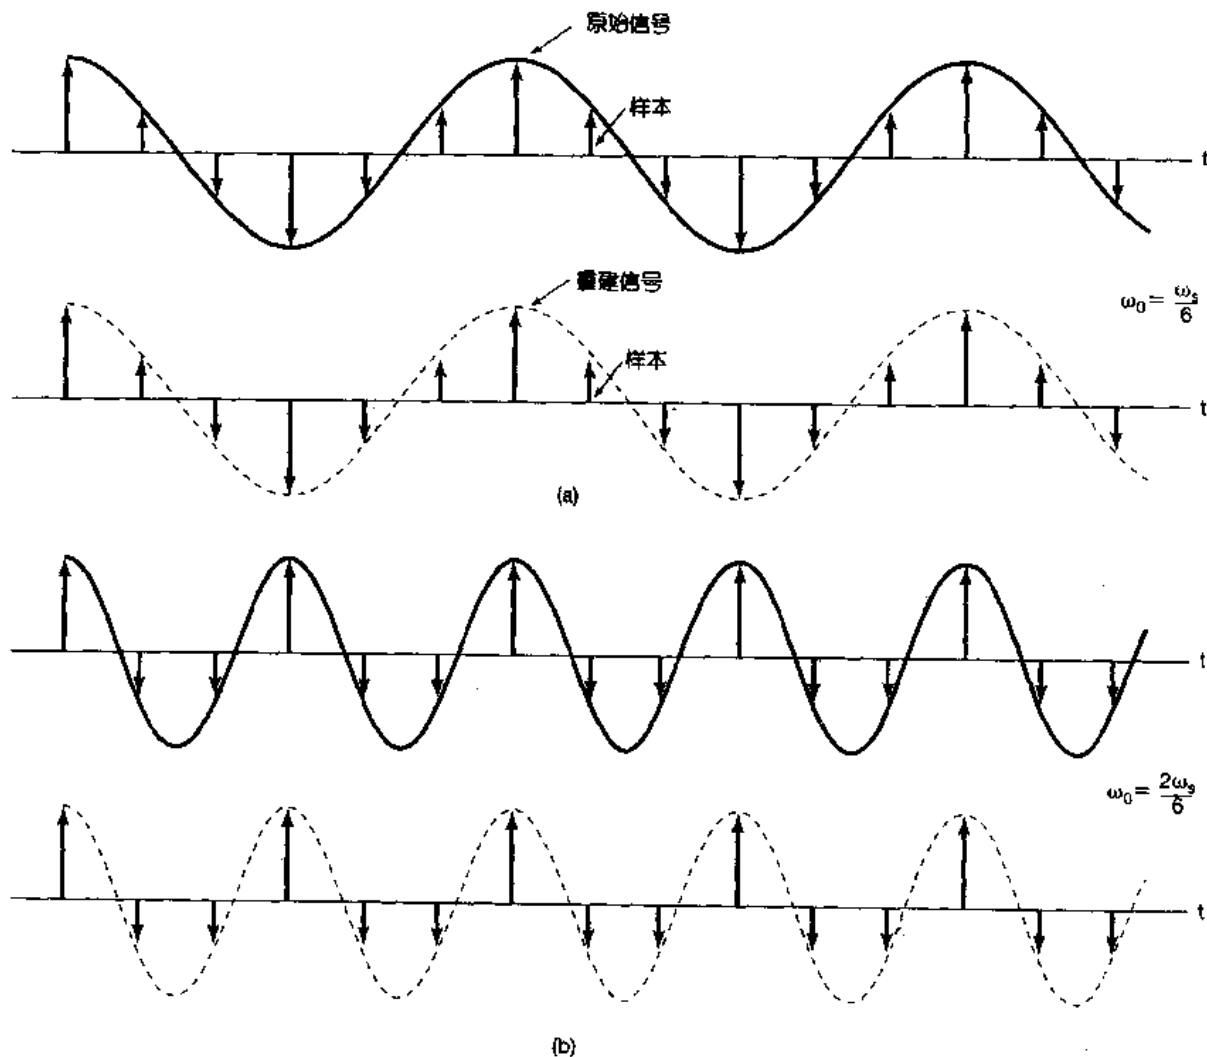 原始信号
样本
t
重建信号
ω₀ = ωₛ/6
样本
t
(a)
t
ω₀ = 2ωₛ/6
t
(b)